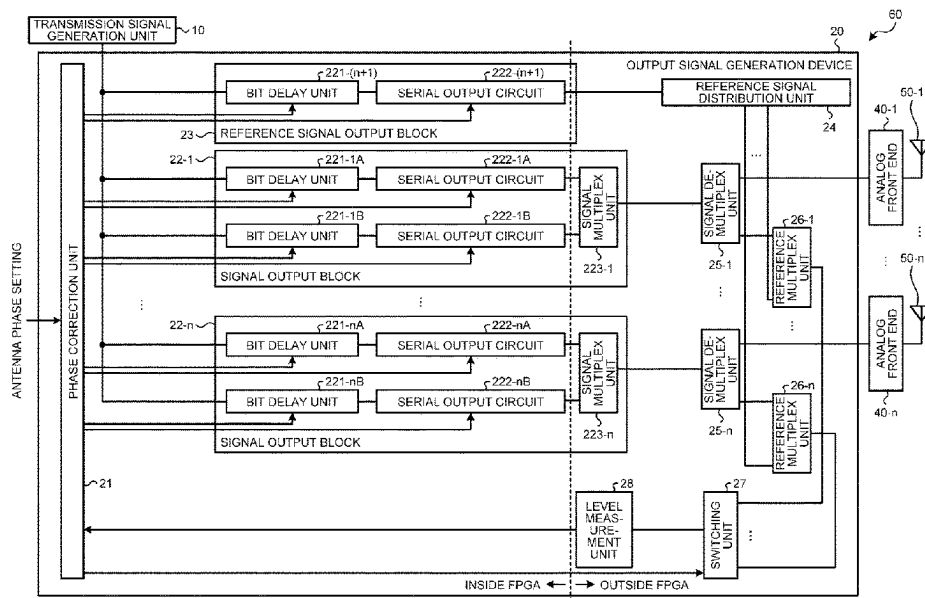 TRANSMISSION SIGNAL
GENERATION UNIT
10
60
20
OUTPUT SIGNAL GENERATION DEVICE
221-(n+1)
222-(n+1)
BIT DELAY UNIT
SERIAL OUTPUT CIRCUIT
REFERENCE SIGNAL
DISTRIBUTION UNIT
24
23
REFERENCE SIGNAL OUTPUT BLOCK
40-1
50-1
ANALOG
FRONT END
22-1
221-1A
222-1A
BIT DELAY UNIT
SERIAL OUTPUT CIRCUIT
221-1B
222-1B
BIT DELAY UNIT
SERIAL OUTPUT CIRCUIT
SIGNAL
MULTIPLEX
UNIT
223-1
SIGNAL OUTPUT BLOCK
...
SIGNAL DE-
MULTIPLEX
UNIT
25-1
26-1
REFERENCE
MULTIPLEX
UNIT
...
...
...
...
...
50-n
ANALOG
FRONT END
40-n
ANTENNA PHASE SETTING
PHASE CORRECTION UNIT
21
22-n
221-nA
222-nA
BIT DELAY UNIT
SERIAL OUTPUT CIRCUIT
221-nB
222-nB
BIT DELAY UNIT
SERIAL OUTPUT CIRCUIT
SIGNAL
MULTIPLEX
UNIT
223-n
SIGNAL OUTPUT BLOCK
SIGNAL DE-
MULTIPLEX
UNIT
25-n
26-n
REFERENCE
MULTIPLEX
UNIT
28
LEVEL
MEAS-
UREMENT
UNIT
27
SWITCHING
UNIT
...
INSIDE FPGA
OUTSIDE FPGA